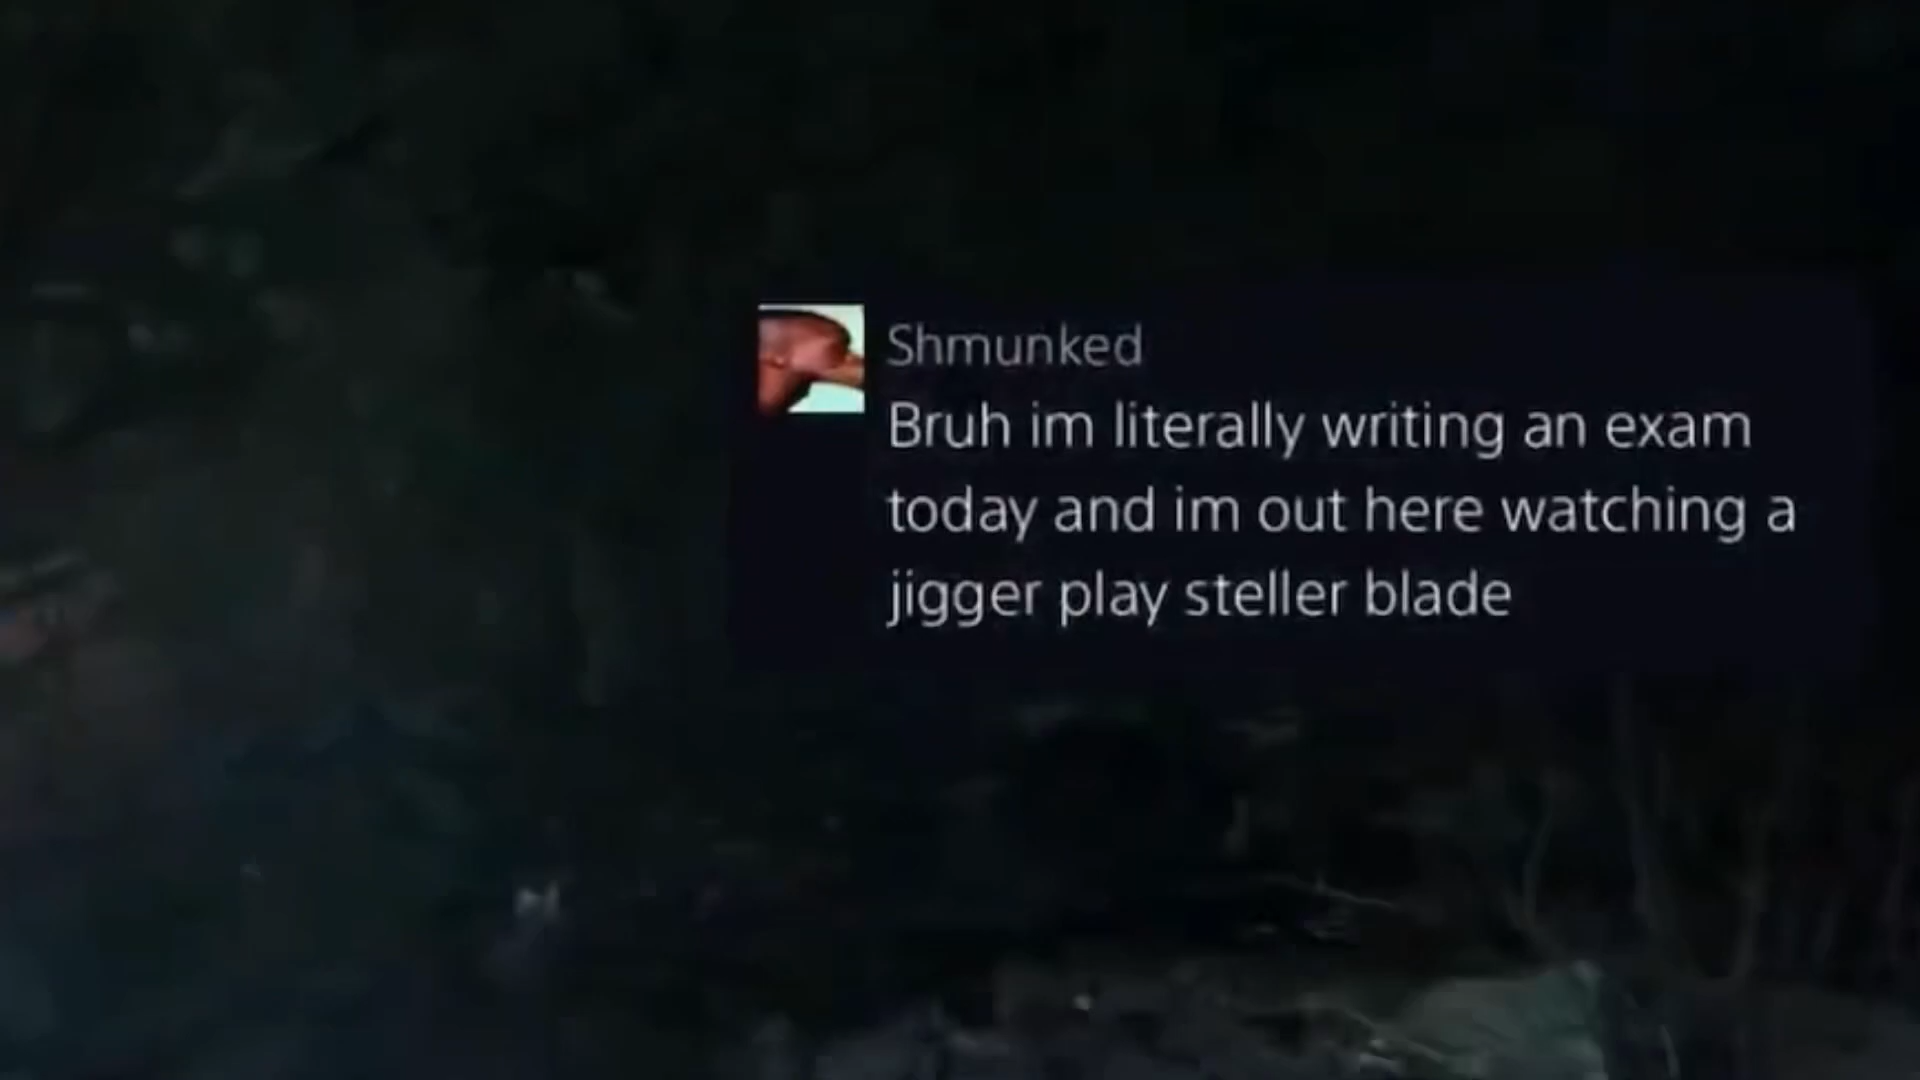 Shmunked
Bruh im literally writing an exam
today and im out here watching a
jigger play steller blade